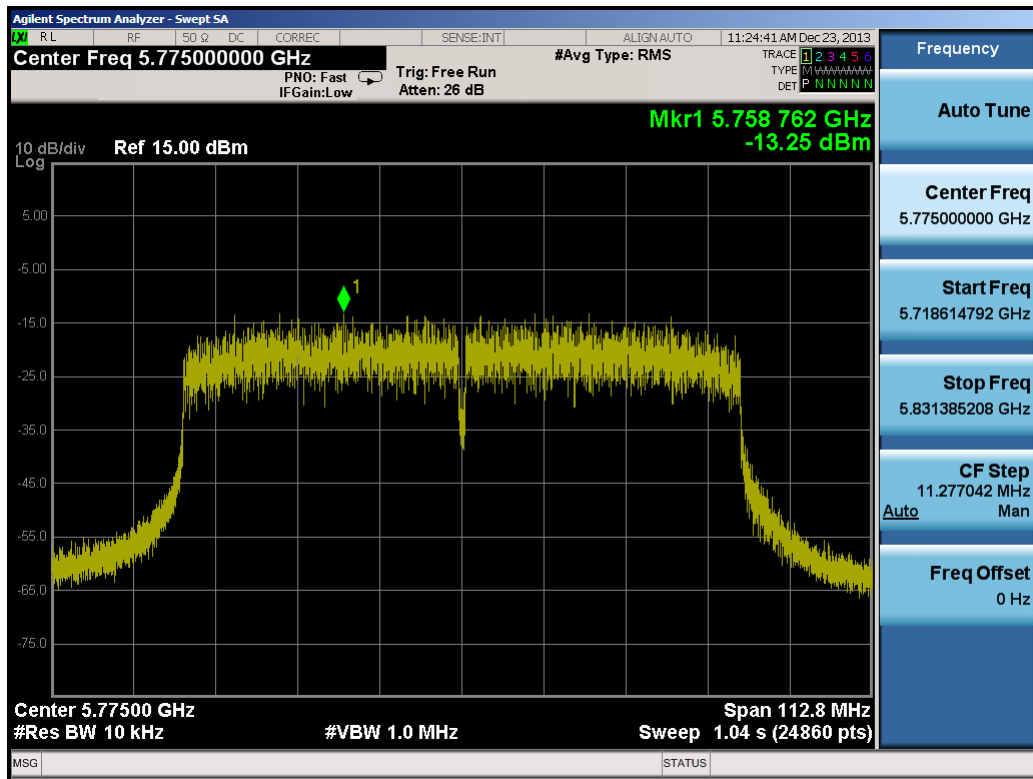 Agilent Spectrum Analyzer - Swept SA
LXI RL RF 50 Ω DC CORREC SENSE:INT ALIGN AUTO 11:24:41 AM Dec 23, 2013
Center Freq 5.775000000 GHz #Avg Type: RMS TRACE 1 2 3 4 5 6
PNO: Fast Trig: Free Run TYPE M WWWWW
IFGain:Low Atten: 26 dB DET P N N N N N
Mkr1 5.758 762 GHz
-13.25 dBm
10 dB/div Ref 15.00 dBm
Log
1
5.00
-5.00
-15.0
-25.0
-35.0
-45.0
-55.0
-65.0
-75.0
Center 5.77500 GHz Span 112.8 MHz
#Res BW 10 kHz #VBW 1.0 MHz Sweep 1.04 s (24860 pts)
MSG STATUS
Frequency
Auto Tune
Center Freq
5.775000000 GHz
Start Freq
5.718614792 GHz
Stop Freq
5.831385208 GHz
CF Step
11.277042 MHz
Auto Man
Freq Offset
0 Hz